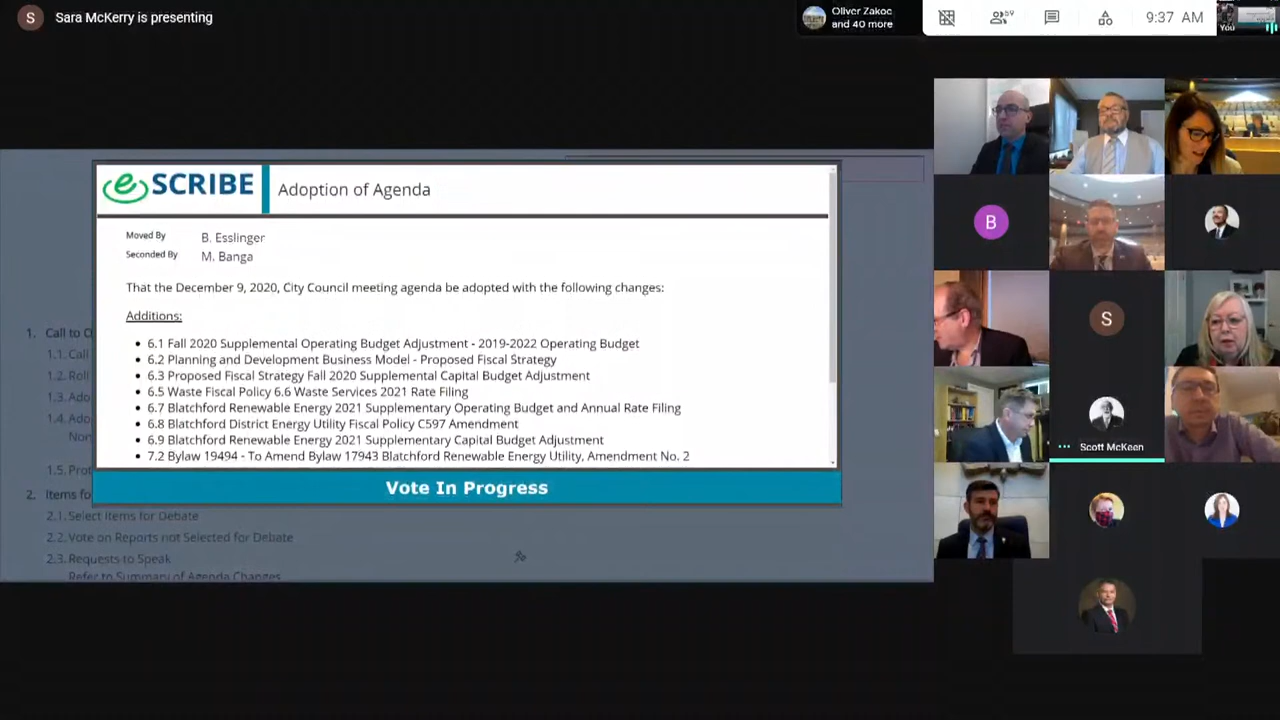 S
Sara McKerry is presenting
Oliver Zakoc
and 40 more
59
9:37 AM
You
eSCRIBE
Adoption of Agenda
Moved By B. Esslinger
Seconded By M. Banga
That the December 9, 2020, City Council meeting agenda be adopted with the following changes:
Additions:
• 6.1 Fall 2020 Supplemental Operating Budget Adjustment - 2019-2022 Operating Budget
• 6.2 Planning and Development Business Model - Proposed Fiscal Strategy
• 6.3 Proposed Fiscal Strategy Fall 2020 Supplemental Capital Budget Adjustment
• 6.5 Waste Fiscal Policy 6.6 Waste Services 2021 Rate Filing
• 6.7 Blatchford Renewable Energy 2021 Supplementary Operating Budget and Annual Rate Filing
• 6.8 Blatchford District Energy Utility Fiscal Policy C597 Amendment
• 6.9 Blatchford Renewable Energy 2021 Supplementary Capital Budget Adjustment
• 7.2 Bylaw 19494 - To Amend Bylaw 17943 Blatchford Renewable Energy Utility, Amendment No. 2
Vote In Progress
1. Call to O
1.1. Call
1.2. Roll
1.3. Ado
1.4. Ado
Non
1.5. Prot
2. Items fo
2.1. Select Items for Debate
2.2. Vote on Reports not Selected for Debate
2.3. Requests to Speak
Refer to Summary of Agenda Changes
B
S
Scott McKeen